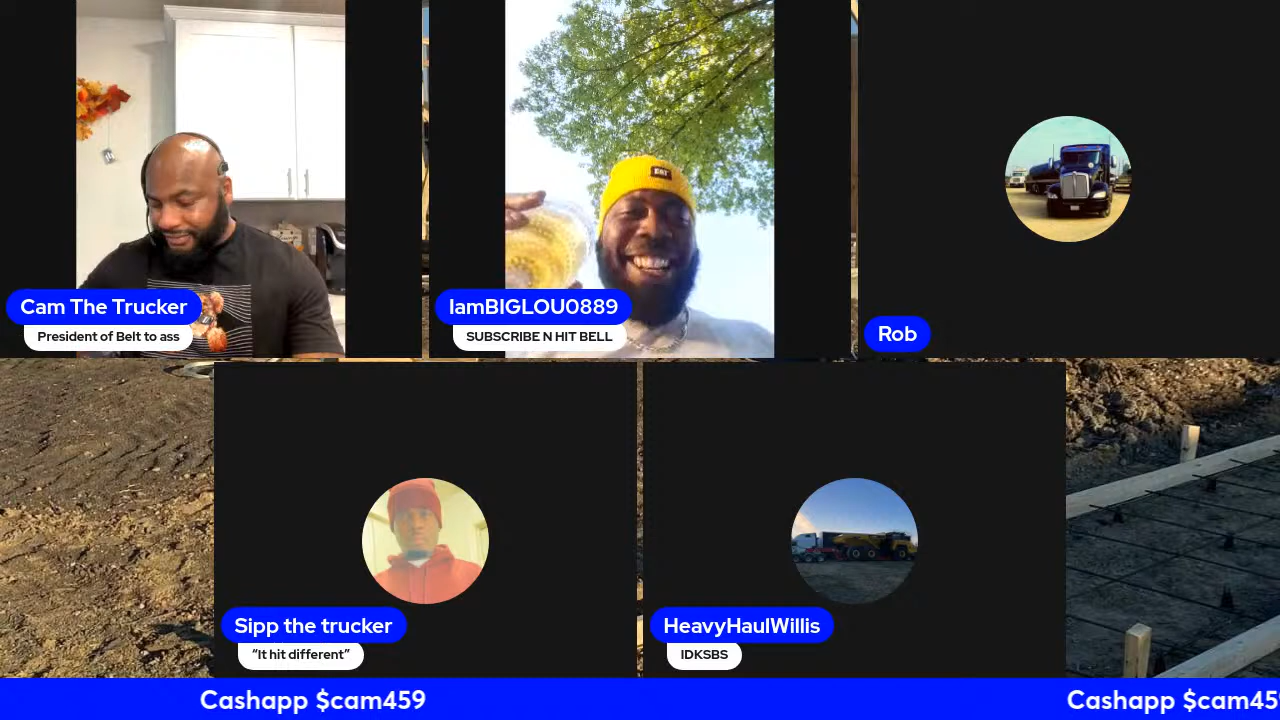 Cam The Trucker
President of Belt to ass
CAT
IamBIGLOU0889
SUBSCRIBE N HIT BELL
Rob
Sipp the trucker
“It hit different”
HeavyHaulWillis
IDKSBS
Cashapp $cam459
Cashapp $cam45